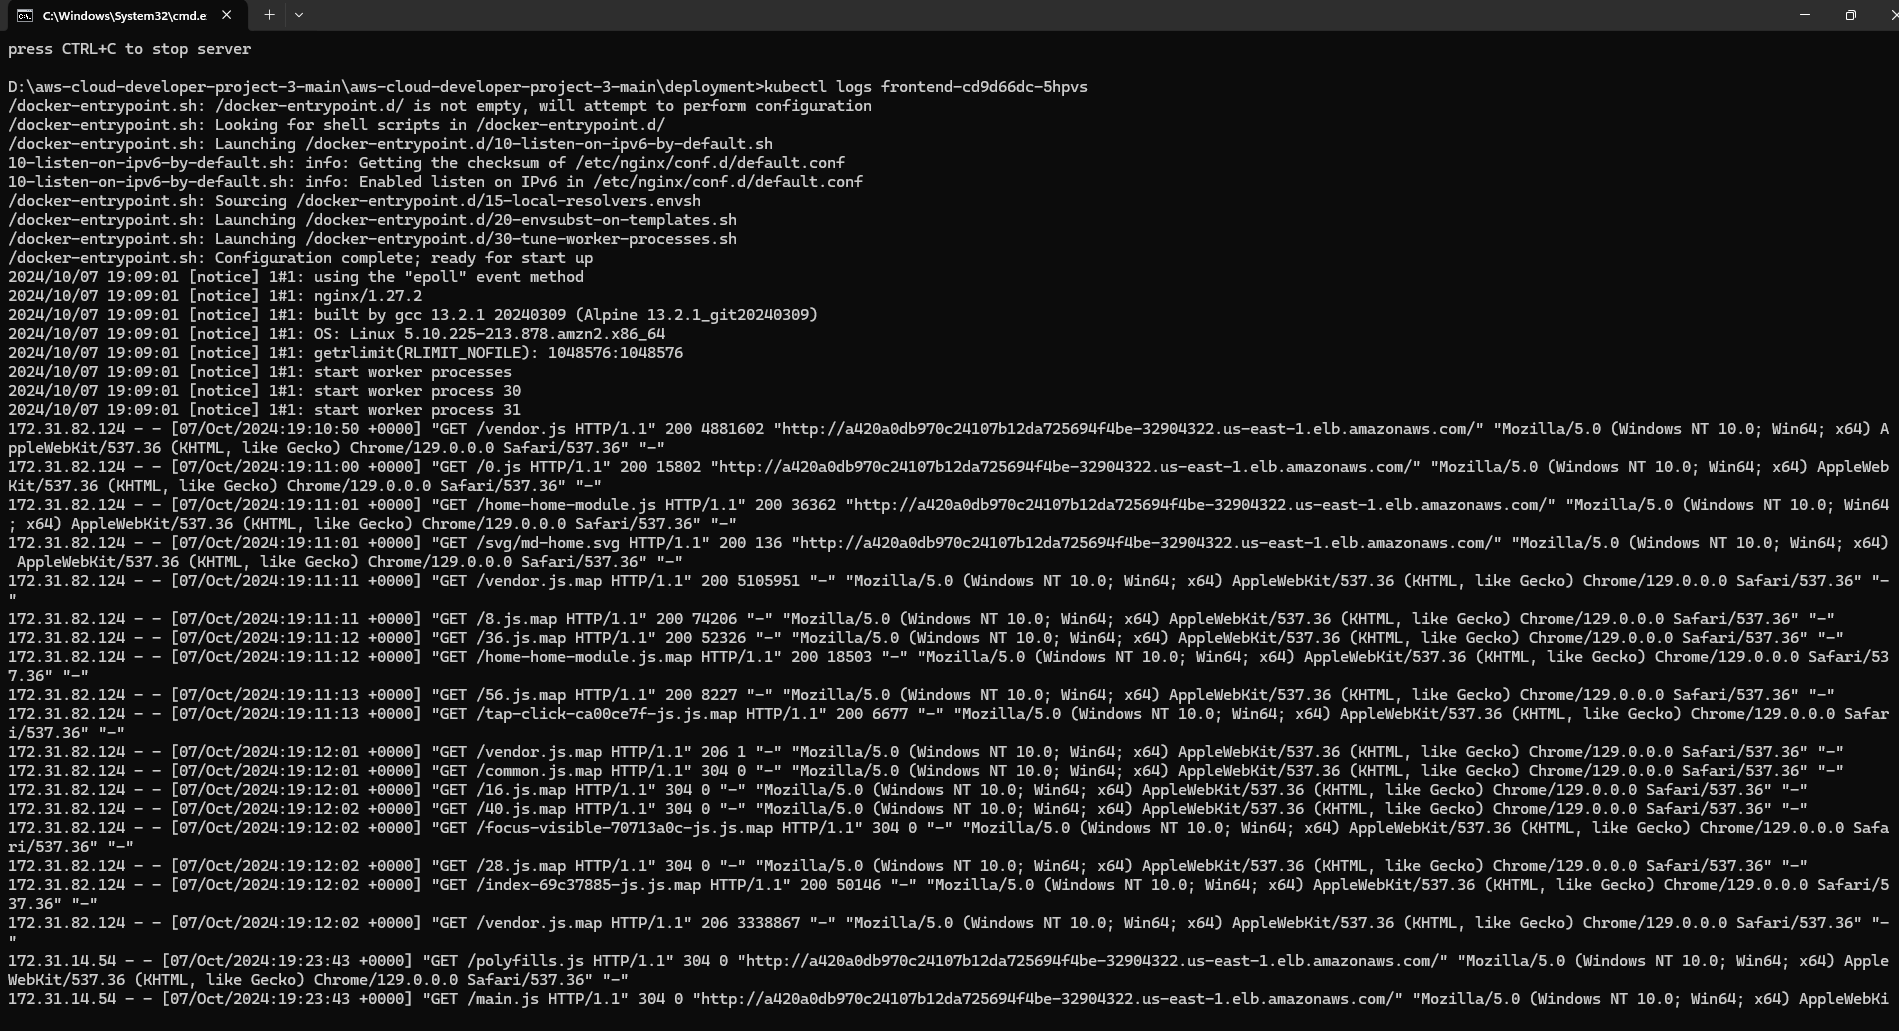 C:\Windows\System32\cmd.e
press CTRL+C to stop server
D:\aws-cloud-developer-project-3-main\aws-cloud-developer-project-3-main\deployment>kubectl logs frontend-cd9d66dc-5hpvs
/docker-entrypoint.sh: /docker-entrypoint.d/ is not empty, will attempt to perform configuration
/docker-entrypoint.sh: Looking for shell scripts in /docker-entrypoint.d/
/docker-entrypoint.sh: Launching /docker-entrypoint.d/10-listen-on-ipv6-by-default.sh
10-listen-on-ipv6-by-default.sh: info: Getting the checksum of /etc/nginx/conf.d/default.conf
10-listen-on-ipv6-by-default.sh: info: Enabled listen on IPv6 in /etc/nginx/conf.d/default.conf
/docker-entrypoint.sh: Sourcing /docker-entrypoint.d/15-local-resolvers.envsh
/docker-entrypoint.sh: Launching /docker-entrypoint.d/20-envsubst-on-templates.sh
/docker-entrypoint.sh: Launching /docker-entrypoint.d/30-tune-worker-processes.sh
/docker-entrypoint.sh: Configuration complete; ready for start up
2024/10/07 19:09:01 [notice] 1#1: using the "epoll" event method
2024/10/07 19:09:01 [notice] 1#1: nginx/1.27.2
2024/10/07 19:09:01 [notice] 1#1: built by gcc 13.2.1 20240309 (Alpine 13.2.1_git20240309)
2024/10/07 19:09:01 [notice] 1#1: OS: Linux 5.10.225-213.878.amzn2.x86_64
2024/10/07 19:09:01 [notice] 1#1: getrlimit(RLIMIT_NOFILE): 1048576:1048576
2024/10/07 19:09:01 [notice] 1#1: start worker processes
2024/10/07 19:09:01 [notice] 1#1: start worker process 30
2024/10/07 19:09:01 [notice] 1#1: start worker process 31
172.31.82.124 - - [07/Oct/2024:19:10:50 +0000] "GET /vendor.js HTTP/1.1" 200 4881602 "http://a420a0db970c24107b12da725694f4be-32904322.us-east-1.elb.amazonaws.com/" "Mozilla/5.0 (Windows NT 10.0; Win64; x64) A
ppleWebKit/537.36 (KHTML, like Gecko) Chrome/129.0.0.0 Safari/537.36" "-"
172.31.82.124 - - [07/Oct/2024:19:11:00 +0000] "GET /0.js HTTP/1.1" 200 15802 "http://a420a0db970c24107b12da725694f4be-32904322.us-east-1.elb.amazonaws.com/" "Mozilla/5.0 (Windows NT 10.0; Win64; x64) AppleWeb
Kit/537.36 (KHTML, like Gecko) Chrome/129.0.0.0 Safari/537.36" "-"
172.31.82.124 - - [07/Oct/2024:19:11:01 +0000] "GET /home-home-module.js HTTP/1.1" 200 36362 "http://a420a0db970c24107b12da725694f4be-32904322.us-east-1.elb.amazonaws.com/" "Mozilla/5.0 (Windows NT 10.0; Win64
; x64) AppleWebKit/537.36 (KHTML, like Gecko) Chrome/129.0.0.0 Safari/537.36" "-"
172.31.82.124 - - [07/Oct/2024:19:11:01 +0000] "GET /svg/md-home.svg HTTP/1.1" 200 136 "http://a420a0db970c24107b12da725694f4be-32904322.us-east-1.elb.amazonaws.com/" "Mozilla/5.0 (Windows NT 10.0; Win64; x64)
AppleWebKit/537.36 (KHTML, like Gecko) Chrome/129.0.0.0 Safari/537.36" "-"
172.31.82.124 - - [07/Oct/2024:19:11:11 +0000] "GET /vendor.js.map HTTP/1.1" 200 5105951 "-" "Mozilla/5.0 (Windows NT 10.0; Win64; x64) AppleWebKit/537.36 (KHTML, like Gecko) Chrome/129.0.0.0 Safari/537.36" "-
"
172.31.82.124 - - [07/Oct/2024:19:11:11 +0000] "GET /8.js.map HTTP/1.1" 200 74206 "-" "Mozilla/5.0 (Windows NT 10.0; Win64; x64) AppleWebKit/537.36 (KHTML, like Gecko) Chrome/129.0.0.0 Safari/537.36" "-"
172.31.82.124 - - [07/Oct/2024:19:11:12 +0000] "GET /36.js.map HTTP/1.1" 200 52326 "-" "Mozilla/5.0 (Windows NT 10.0; Win64; x64) AppleWebKit/537.36 (KHTML, like Gecko) Chrome/129.0.0.0 Safari/537.36" "-"
172.31.82.124 - - [07/Oct/2024:19:11:12 +0000] "GET /home-home-module.js.map HTTP/1.1" 200 18503 "-" "Mozilla/5.0 (Windows NT 10.0; Win64; x64) AppleWebKit/537.36 (KHTML, like Gecko) Chrome/129.0.0.0 Safari/53
7.36" "-"
172.31.82.124 - - [07/Oct/2024:19:11:13 +0000] "GET /56.js.map HTTP/1.1" 200 8227 "-" "Mozilla/5.0 (Windows NT 10.0; Win64; x64) AppleWebKit/537.36 (KHTML, like Gecko) Chrome/129.0.0.0 Safari/537.36" "-"
172.31.82.124 - - [07/Oct/2024:19:11:13 +0000] "GET /tap-click-ca00ce7f-js.js.map HTTP/1.1" 200 6677 "-" "Mozilla/5.0 (Windows NT 10.0; Win64; x64) AppleWebKit/537.36 (KHTML, like Gecko) Chrome/129.0.0.0 Safar
i/537.36" "-"
172.31.82.124 - - [07/Oct/2024:19:12:01 +0000] "GET /vendor.js.map HTTP/1.1" 206 1 "-" "Mozilla/5.0 (Windows NT 10.0; Win64; x64) AppleWebKit/537.36 (KHTML, like Gecko) Chrome/129.0.0.0 Safari/537.36" "-"
172.31.82.124 - - [07/Oct/2024:19:12:01 +0000] "GET /common.js.map HTTP/1.1" 304 0 "-" "Mozilla/5.0 (Windows NT 10.0; Win64; x64) AppleWebKit/537.36 (KHTML, like Gecko) Chrome/129.0.0.0 Safari/537.36" "-"
172.31.82.124 - - [07/Oct/2024:19:12:01 +0000] "GET /16.js.map HTTP/1.1" 304 0 "-" "Mozilla/5.0 (Windows NT 10.0; Win64; x64) AppleWebKit/537.36 (KHTML, like Gecko) Chrome/129.0.0.0 Safari/537.36" "-"
172.31.82.124 - - [07/Oct/2024:19:12:02 +0000] "GET /40.js.map HTTP/1.1" 304 0 "-" "Mozilla/5.0 (Windows NT 10.0; Win64; x64) AppleWebKit/537.36 (KHTML, like Gecko) Chrome/129.0.0.0 Safari/537.36" "-"
172.31.82.124 - - [07/Oct/2024:19:12:02 +0000] "GET /focus-visible-70713a0c-js.js.map HTTP/1.1" 304 0 "-" "Mozilla/5.0 (Windows NT 10.0; Win64; x64) AppleWebKit/537.36 (KHTML, like Gecko) Chrome/129.0.0.0 Safa
ri/537.36" "-"
172.31.82.124 - - [07/Oct/2024:19:12:02 +0000] "GET /28.js.map HTTP/1.1" 304 0 "-" "Mozilla/5.0 (Windows NT 10.0; Win64; x64) AppleWebKit/537.36 (KHTML, like Gecko) Chrome/129.0.0.0 Safari/537.36" "-"
172.31.82.124 - - [07/Oct/2024:19:12:02 +0000] "GET /index-69c37885-js.js.map HTTP/1.1" 200 50146 "-" "Mozilla/5.0 (Windows NT 10.0; Win64; x64) AppleWebKit/537.36 (KHTML, like Gecko) Chrome/129.0.0.0 Safari/5
37.36" "-"
172.31.82.124 - - [07/Oct/2024:19:12:02 +0000] "GET /vendor.js.map HTTP/1.1" 206 3338867 "-" "Mozilla/5.0 (Windows NT 10.0; Win64; x64) AppleWebKit/537.36 (KHTML, like Gecko) Chrome/129.0.0.0 Safari/537.36" "-
"
172.31.14.54 - - [07/Oct/2024:19:23:43 +0000] "GET /polyfills.js HTTP/1.1" 304 0 "http://a420a0db970c24107b12da725694f4be-32904322.us-east-1.elb.amazonaws.com/" "Mozilla/5.0 (Windows NT 10.0; Win64; x64) Apple
WebKit/537.36 (KHTML, like Gecko) Chrome/129.0.0.0 Safari/537.36" "-"
172.31.14.54 - - [07/Oct/2024:19:23:43 +0000] "GET /main.js HTTP/1.1" 304 0 "http://a420a0db970c24107b12da725694f4be-32904322.us-east-1.elb.amazonaws.com/" "Mozilla/5.0 (Windows NT 10.0; Win64; x64) AppleWebKi